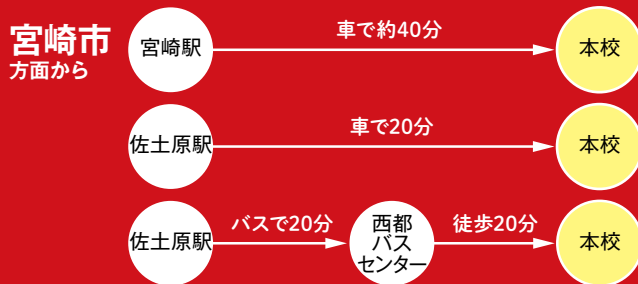 宮崎市
方面から
宮崎駅
車で約40分
本校
佐土原駅
車で20分
本校
佐土原駅
バスで20分
西都
バス
センター
徒歩20分
本校